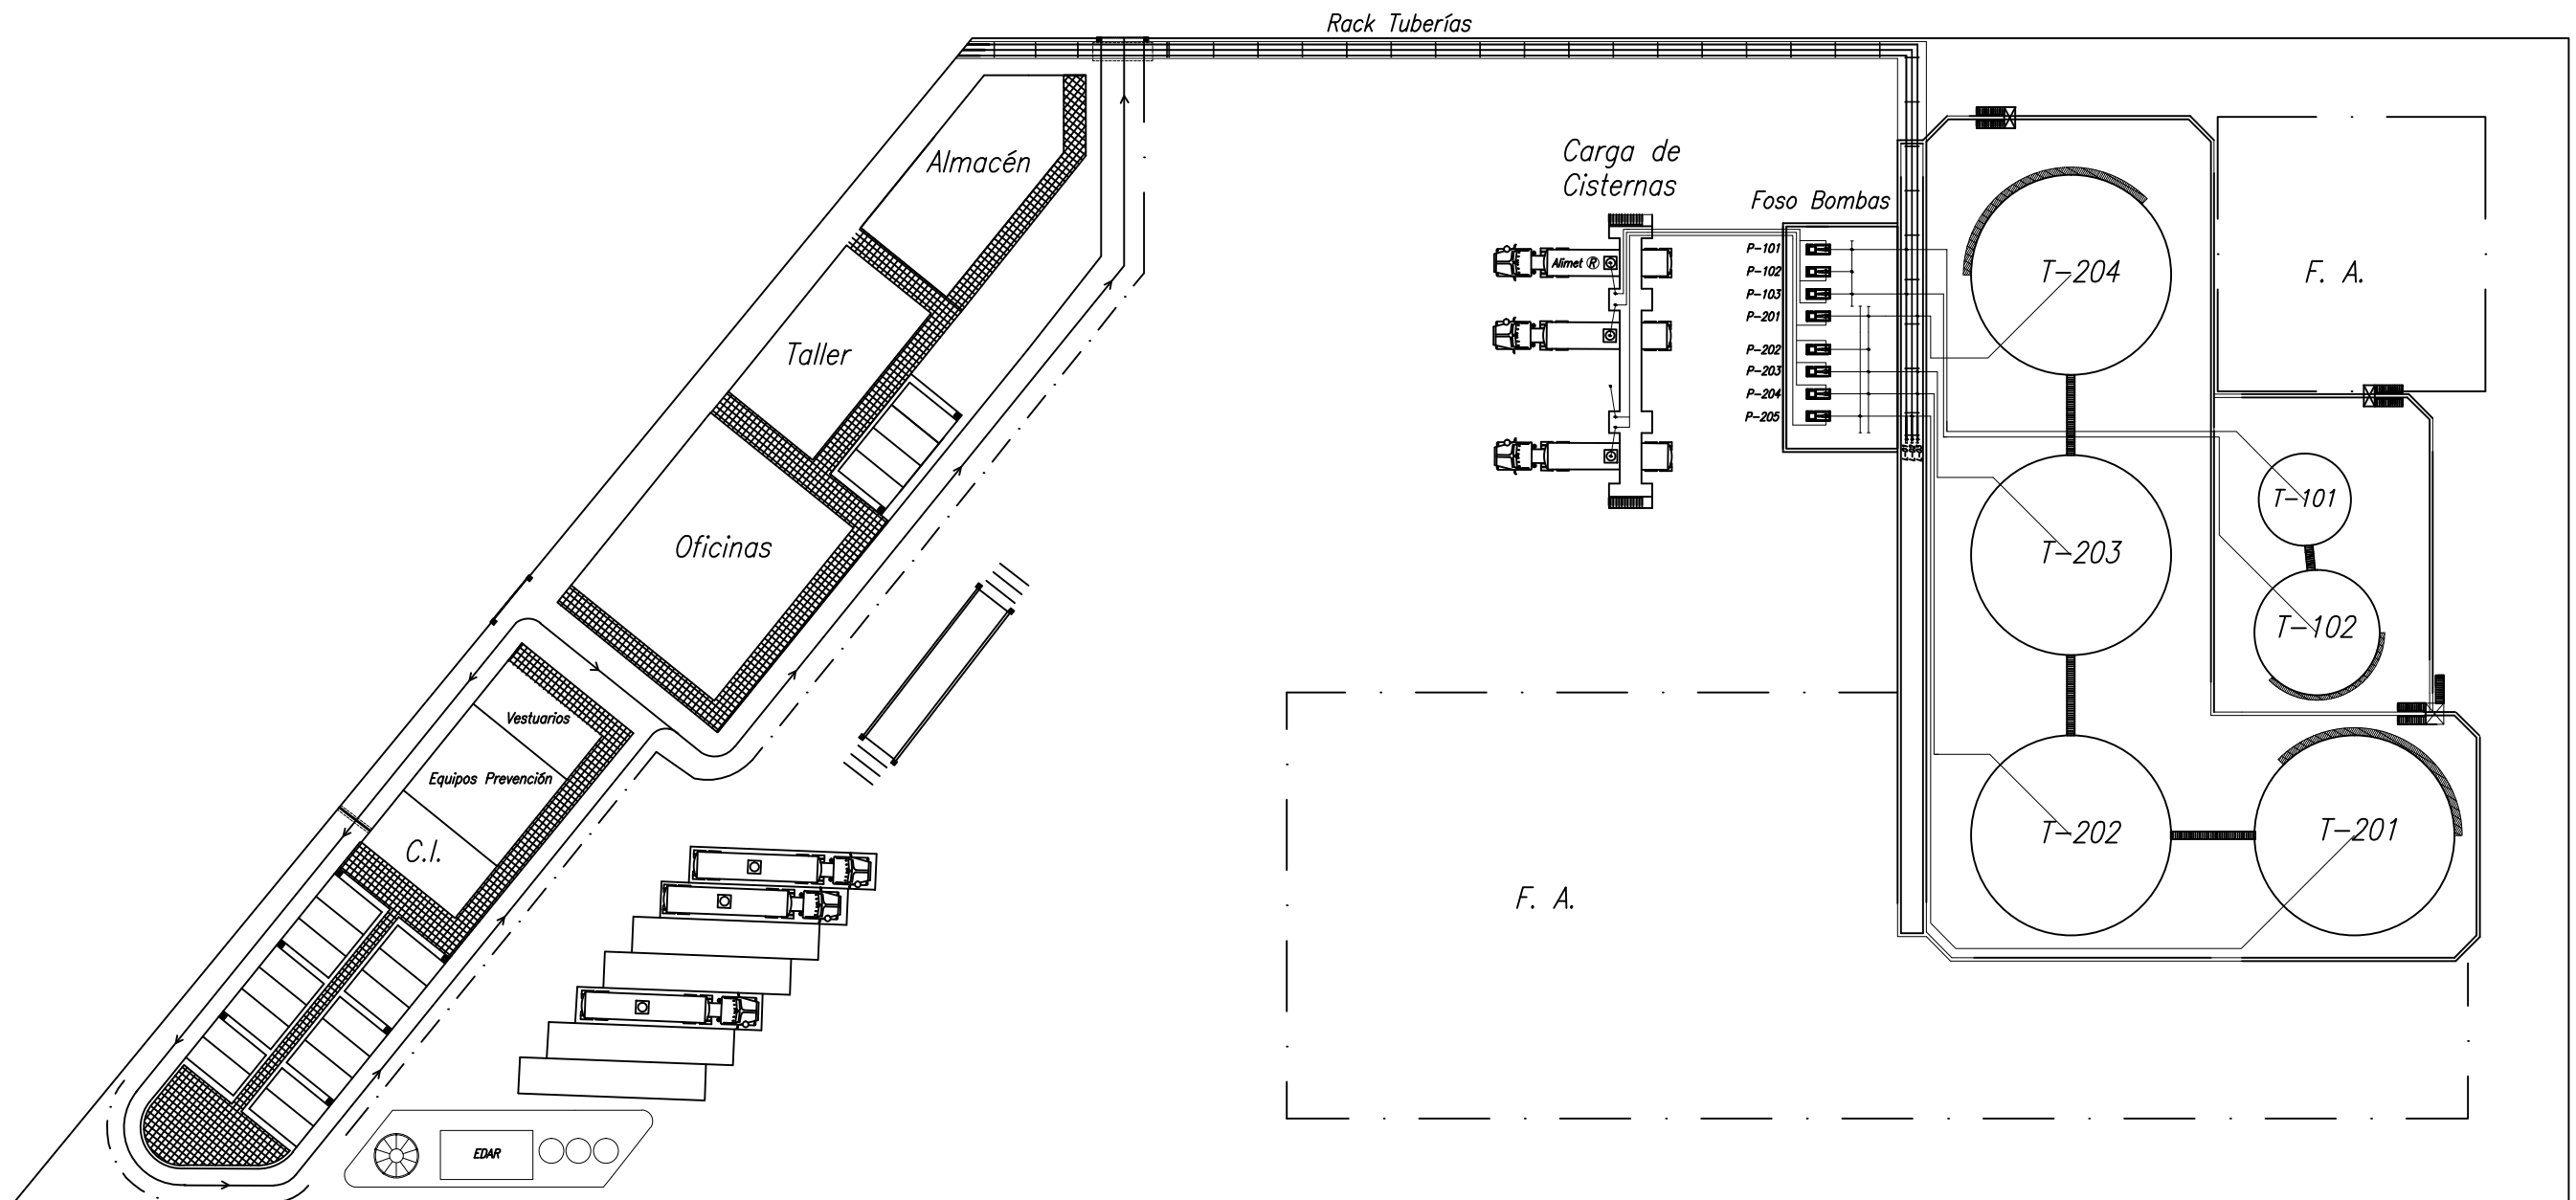 Rack Tuberías
Almacén
Carga de
Cisternas
Foso Bombas
P-101
P-102
P-103
P-201
P-202
P-203
P-204
P-205
Alimet ®
T-204
F. A.
Taller
T-101
Oficinas
T-203
T-102
Vestuarios
Equipos Prevención
C.I.
T-202
T-201
F. A.
EDAR